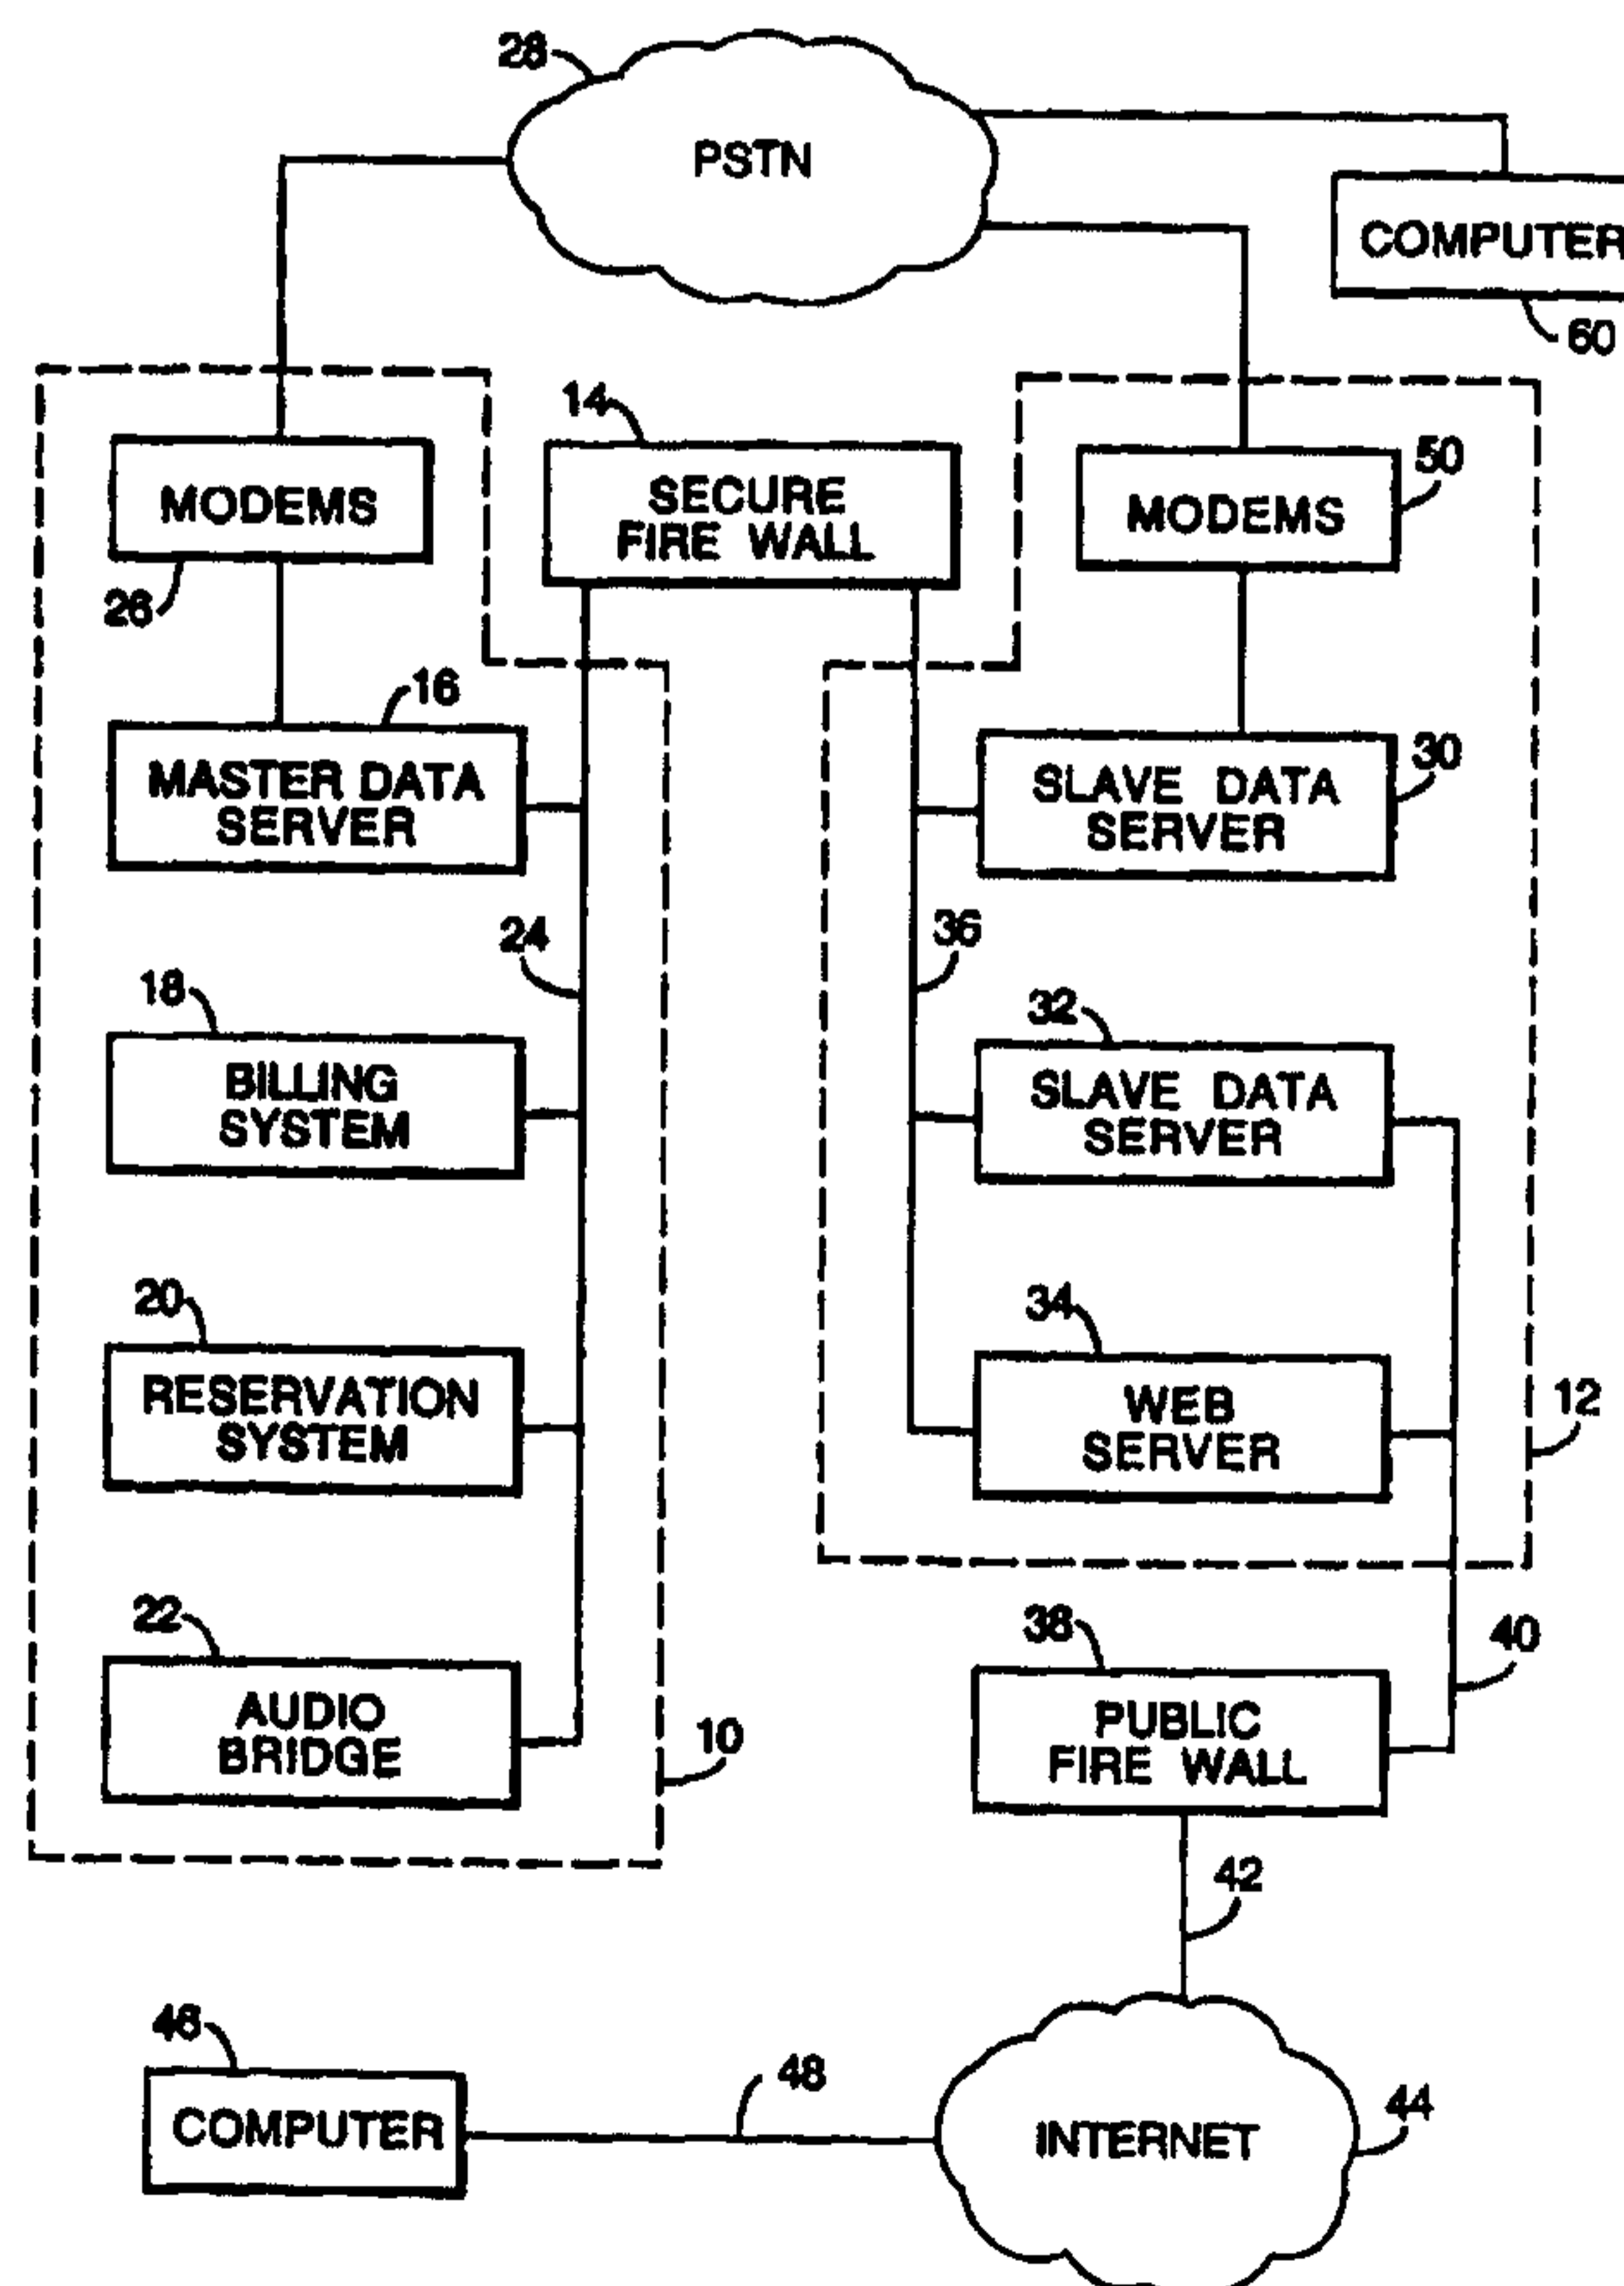 28
PSTN
COMPUTER
60
14
SECURE
FIRE WALL
MODEMS
26
MODEMS
50
16
MASTER DATA
SERVER
SLAVE DATA
SERVER
30
24
36
18
BILLING
SYSTEM
32
SLAVE DATA
SERVER
20
RESERVATION
SYSTEM
34
WEB
SERVER
12
22
AUDIO
BRIDGE
10
38
PUBLIC
FIRE WALL
40
42
48
COMPUTER
48
INTERNET
44